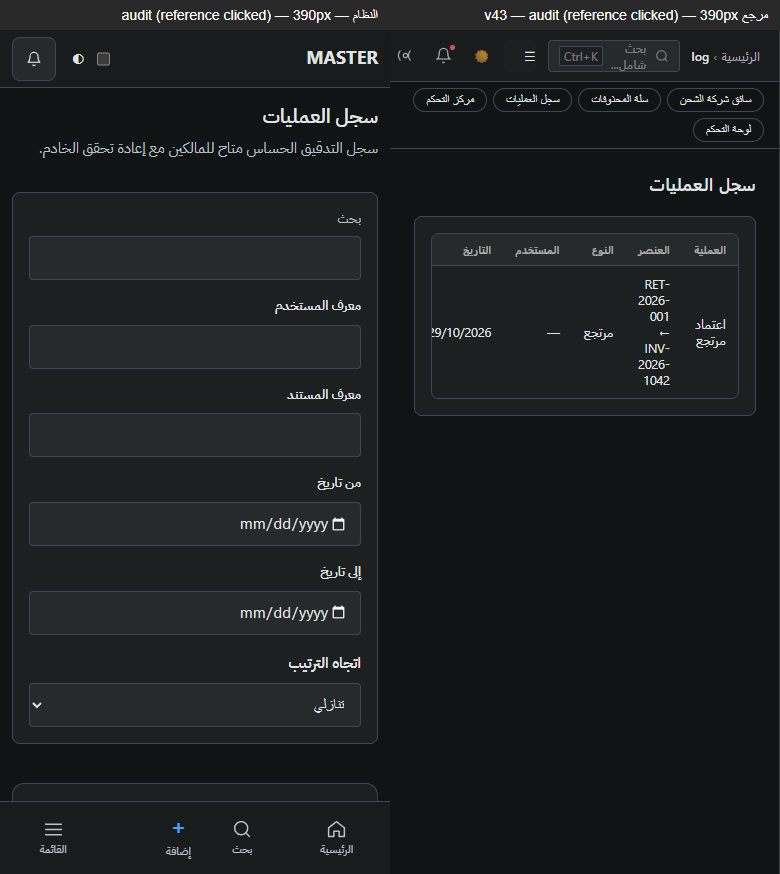 مرجع v43 — audit (reference clicked) — 390px
الرئيسية › log
بحث شامل...
Ctrl+K
سائق شركة الشحن
سلة المحذوفات
سجل العمليات
مركز التحكم
لوحة التحكم
سجل العمليات
العملية العنصر النوع المستخدم التاريخ
اعتماد مرتجع
RET-2026-001 ← INV-2026-1042
مرتجع
—
29/10/2026
النظام — audit (reference clicked) — 390px
MASTER
سجل العمليات
سجل التدقيق الحساس متاح للمالكين مع إعادة تحقق الخادم.
بحث
معرف المستخدم
معرف المستند
من تاريخ
mm/dd/yyyy
إلى تاريخ
mm/dd/yyyy
اتجاه الترتيب
تنازلي
الرئيسية
بحث
إضافة
القائمة